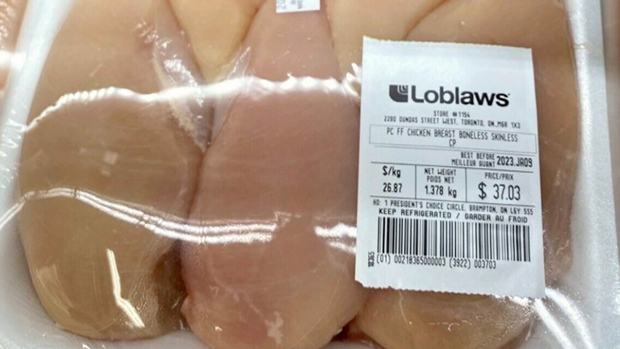 Loblaws
STORE #1154
2280 DUNDAS STREET WEST, TORONTO, ON, M6R 1X3
PC FF CHICKEN BREAST BONELESS SKINLESS
CP
BEST BEFORE
MEILLEUR AVANT 2023.JA09
$/kg NET WEIGHT PRICE/PRIX
POIDS NET
26.87 1.378 kg $ 37.03
HO: 1 PRESIDENT'S CHOICE CIRCLE, BRAMPTON, ON L6Y 5S5
KEEP REFRIGERATED / GARDER AU FROID
18365
(01) 00218365000003 (3922) 003703